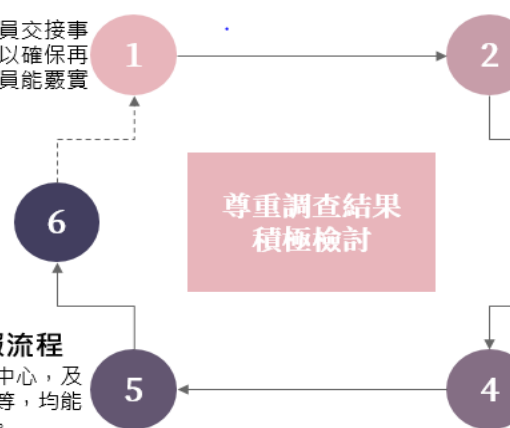 員交接事
以確保再
員能覈實
1
2
尊重調查結果
積極檢討
6
流程
中心，及
等，均能
5
4